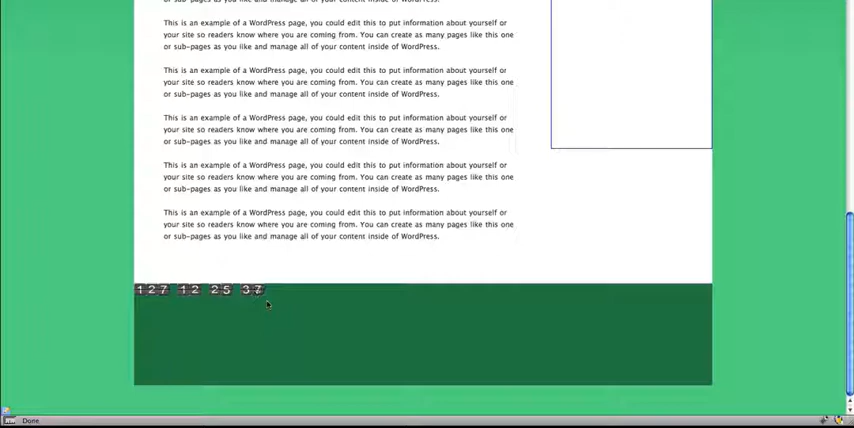 This is an example of a WordPress page, you could edit this to put information about yourself or
your site so readers know where you are coming from. You can create as many pages like this one
or sub-pages as you like and manage all of your content inside of WordPress.
This is an example of a WordPress page, you could edit this to put information about yourself or
your site so readers know where you are coming from. You can create as many pages like this one
or sub-pages as you like and manage all of your content inside of WordPress.
This is an example of a WordPress page, you could edit this to put information about yourself or
your site so readers know where you are coming from. You can create as many pages like this one
or sub-pages as you like and manage all of your content inside of WordPress.
This is an example of a WordPress page, you could edit this to put information about yourself or
your site so readers know where you are coming from. You can create as many pages like this one
or sub-pages as you like and manage all of your content inside of WordPress.
This is an example of a WordPress page, you could edit this to put information about yourself or
your site so readers know where you are coming from. You can create as many pages like this one
or sub-pages as you like and manage all of your content inside of WordPress.
127 12 25 37
Done